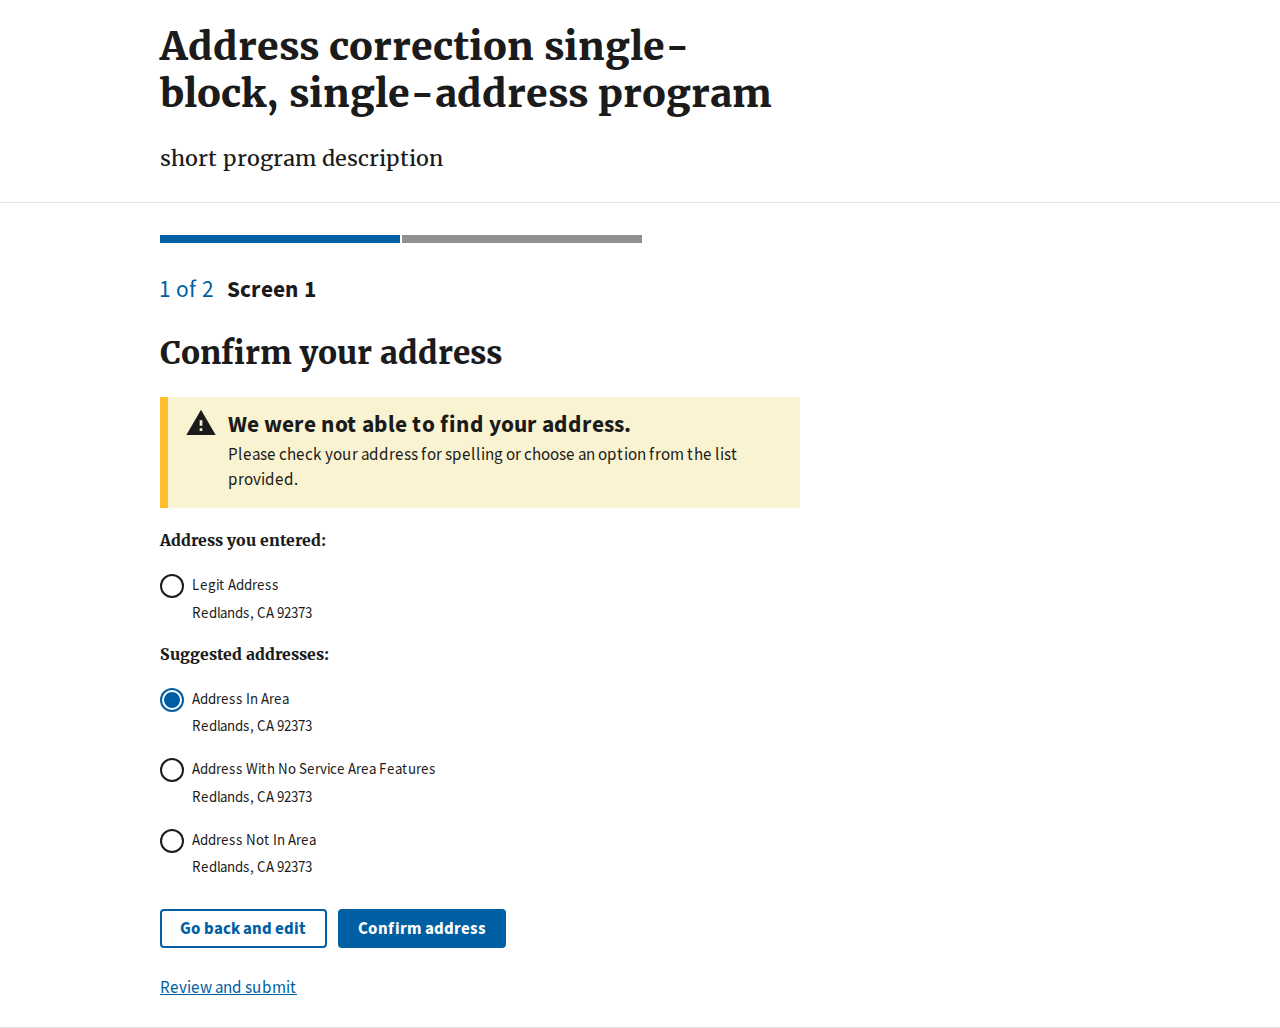 Address correction single-
block, single-address program
short program description
1 of 2 Screen 1
Confirm your address
We were not able to find your address.
Please check your address for spelling or choose an option from the list
provided.
Address you entered:
Legit Address
Redlands, CA 92373
Suggested addresses:
Address In Area
Redlands, CA 92373
Address With No Service Area Features
Redlands, CA 92373
Address Not In Area
Redlands, CA 92373
Go back and edit Confirm address
Review and submit